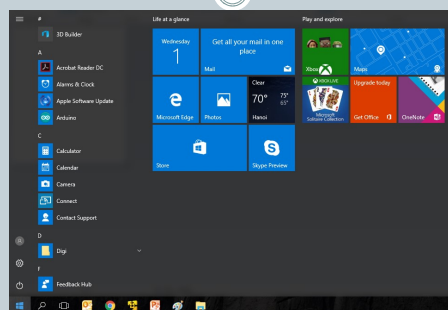 #
3D Builder
A
Acrobat Reader DC
Alarms & Clock
Apple Software Update
Arduino
C
Calculator
Calendar
Camera
Connect
Contact Support
D
Digi
F
Feedback Hub
Life at a glance
Wednesday
1
Get all your mail in one
place
Mail
Microsoft Edge
Photos
Clear
70°
75°
65°
Hanoi
Store
Skype Preview
Play and explore
Xbox
Maps
XBOX LIVE
Microsoft
Solitaire Collection
Upgrade today
Get Office
OneNote